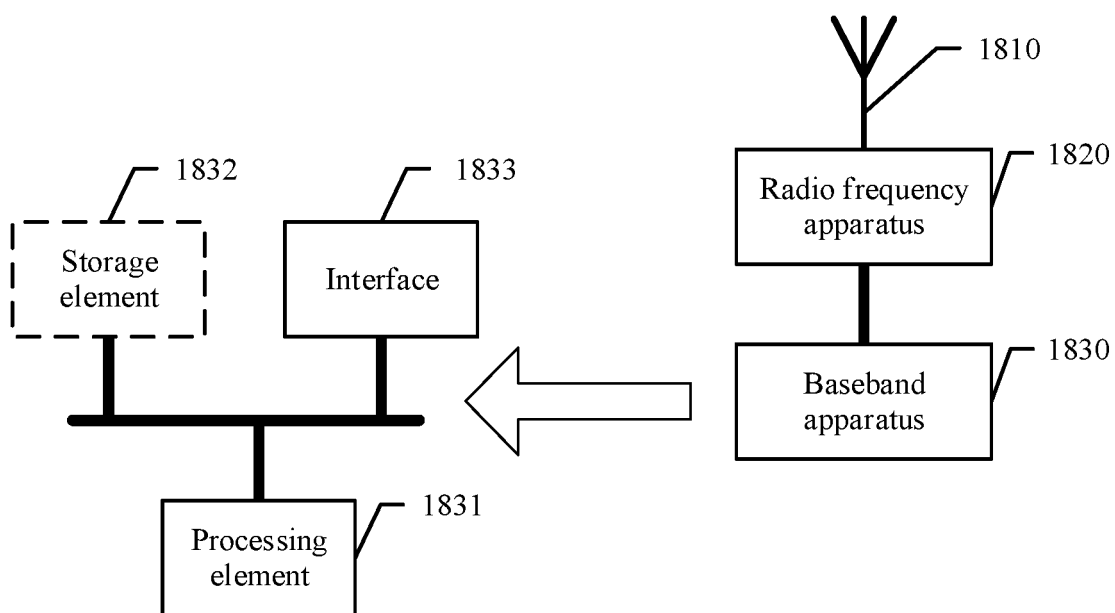 1810
1832
1833
1820
Radio frequency
apparatus
Storage
element
Interface
1830
Baseband
apparatus
1831
Processing
element